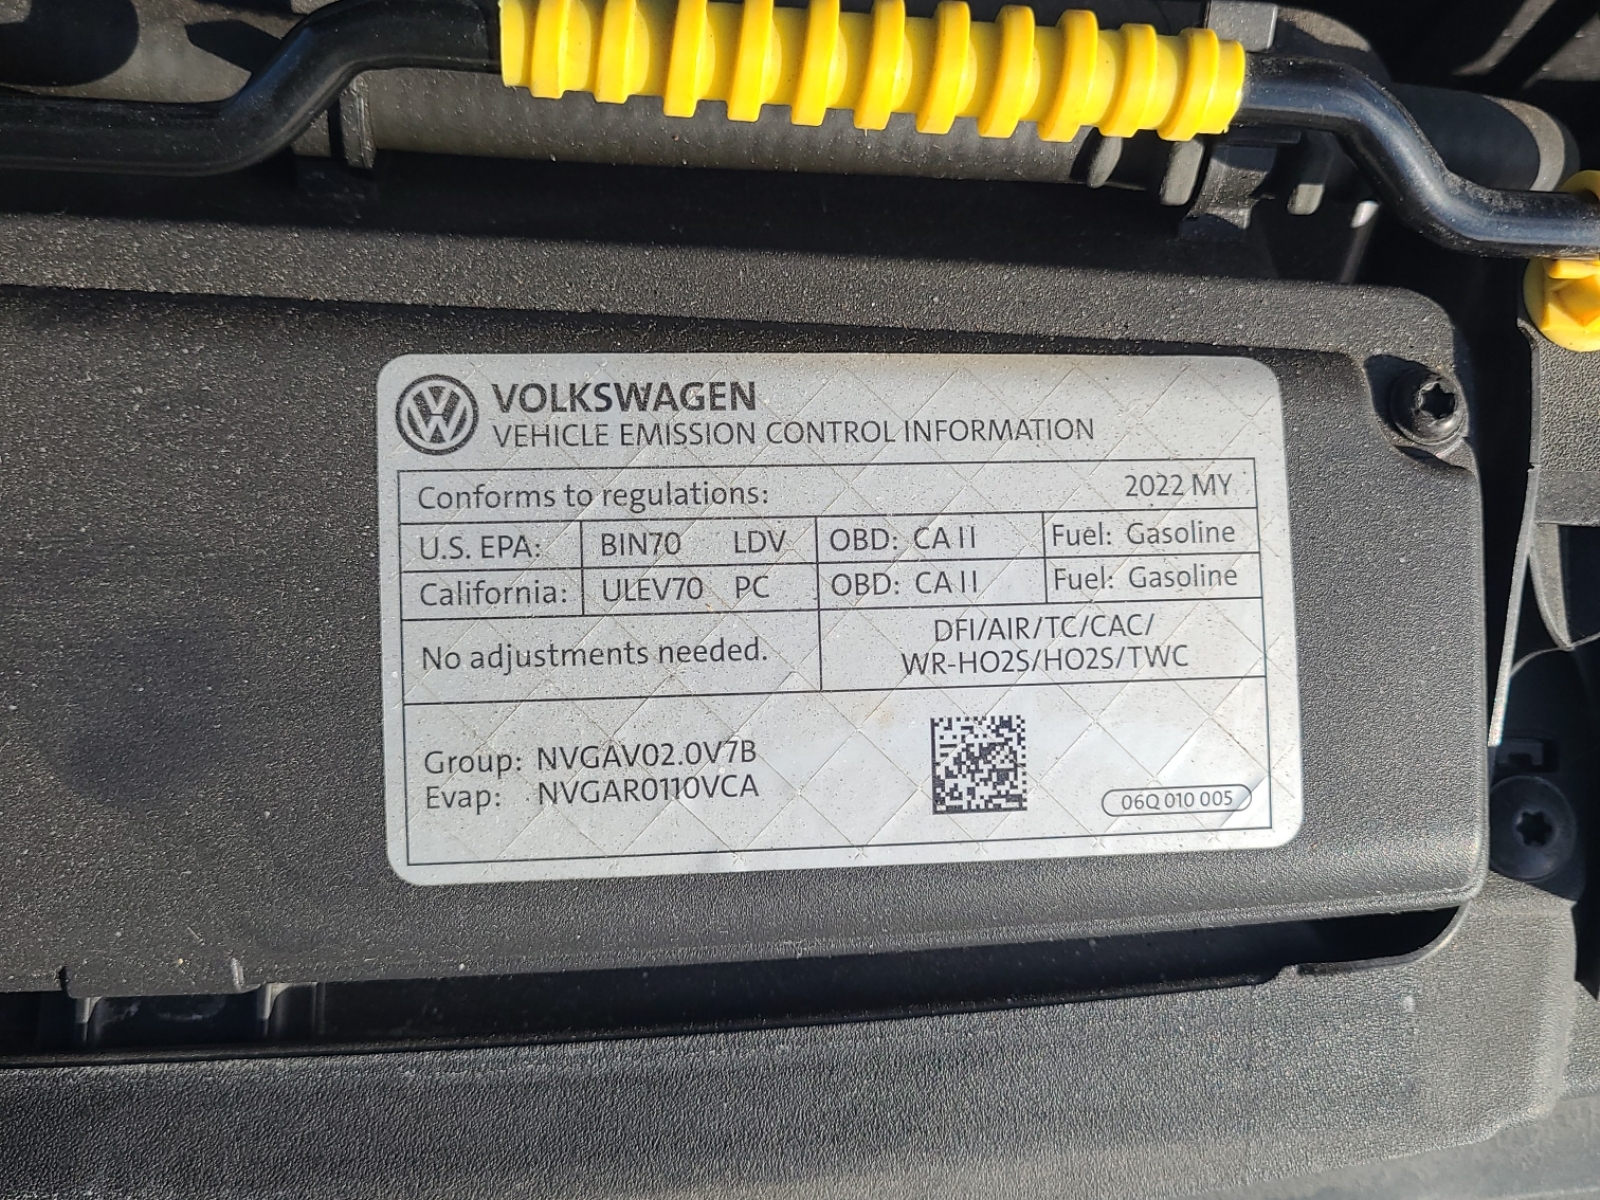 VOLKSWAGEN
VEHICLE EMISSION CONTROL INFORMATION
Conforms to regulations: 2022 MY
U.S. EPA: BIN70 LDV OBD: CA II Fuel: Gasoline
California: ULEV70 PC OBD: CA II Fuel: Gasoline
No adjustments needed.
DFI/AIR/TC/CAC/
WR-HO2S/HO2S/TWC
Group: NVGAV02.0V7B
Evap: NVGAR0110VCA
06Q 010 005